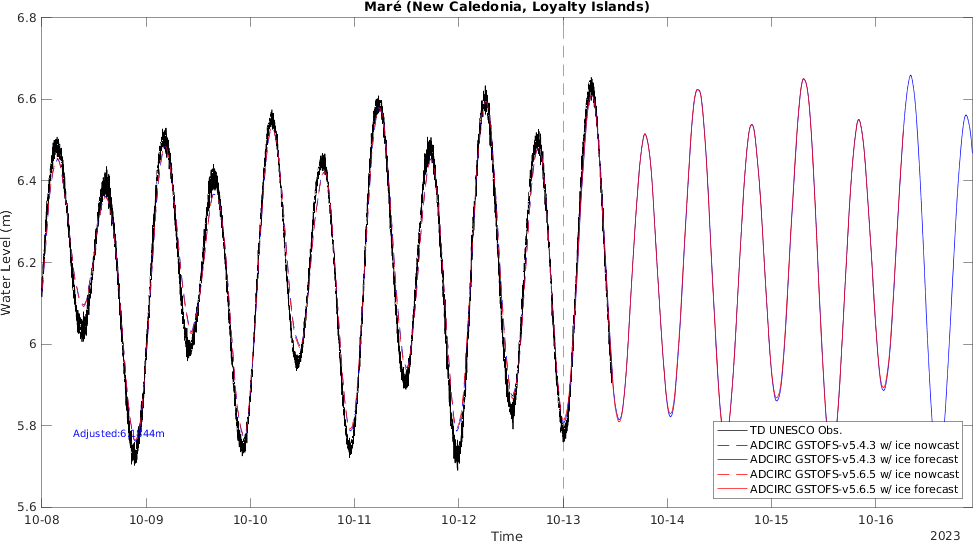 Maré (New Caledonia, Loyalty Islands)
6.8
6.6
6.4
6.2
6
5.8
5.6
Water Level (m)
10-08
10-09
10-10
10-11
10-12
10-13
10-14
10-15
10-16
Time
2023
TD UNESCO Obs.
ADCIRC GSTOFS-v5.4.3 w/ ice nowcast
ADCIRC GSTOFS-v5.4.3 w/ ice forecast
ADCIRC GSTOFS-v5.6.5 w/ ice nowcast
ADCIRC GSTOFS-v5.6.5 w/ ice forecast